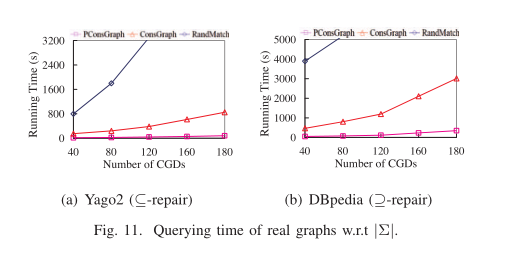 PConsGraph ConsGraph RandMatch
3200
2400
1600
800
0
Running Time (s)
40 80 120 160 180
Number of CGDs
(a) Yago2 (⊆-repair)
PConsGraph ConsGraph RandMatch
5000
4000
3000
2000
1000
0
Running Time (s)
40 80 120 160 180
Number of CGDs
(b) DBpedia (⊇-repair)
Fig. 11. Querying time of real graphs w.r.t |Σ|.